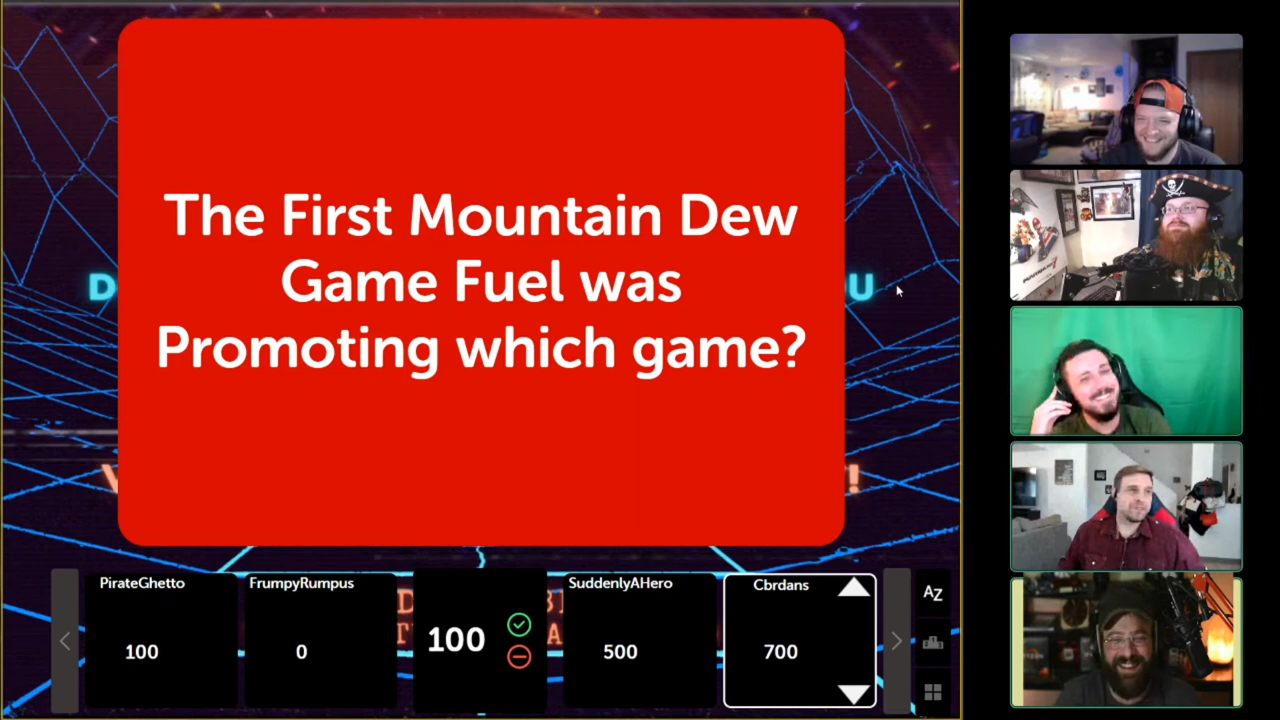 The First Mountain Dew
Game Fuel was
Promoting which game?
PirateGhetto
FrumpyRumpus
SuddenlyAHero
Cbrdans
100
0
100
500
700
AZ